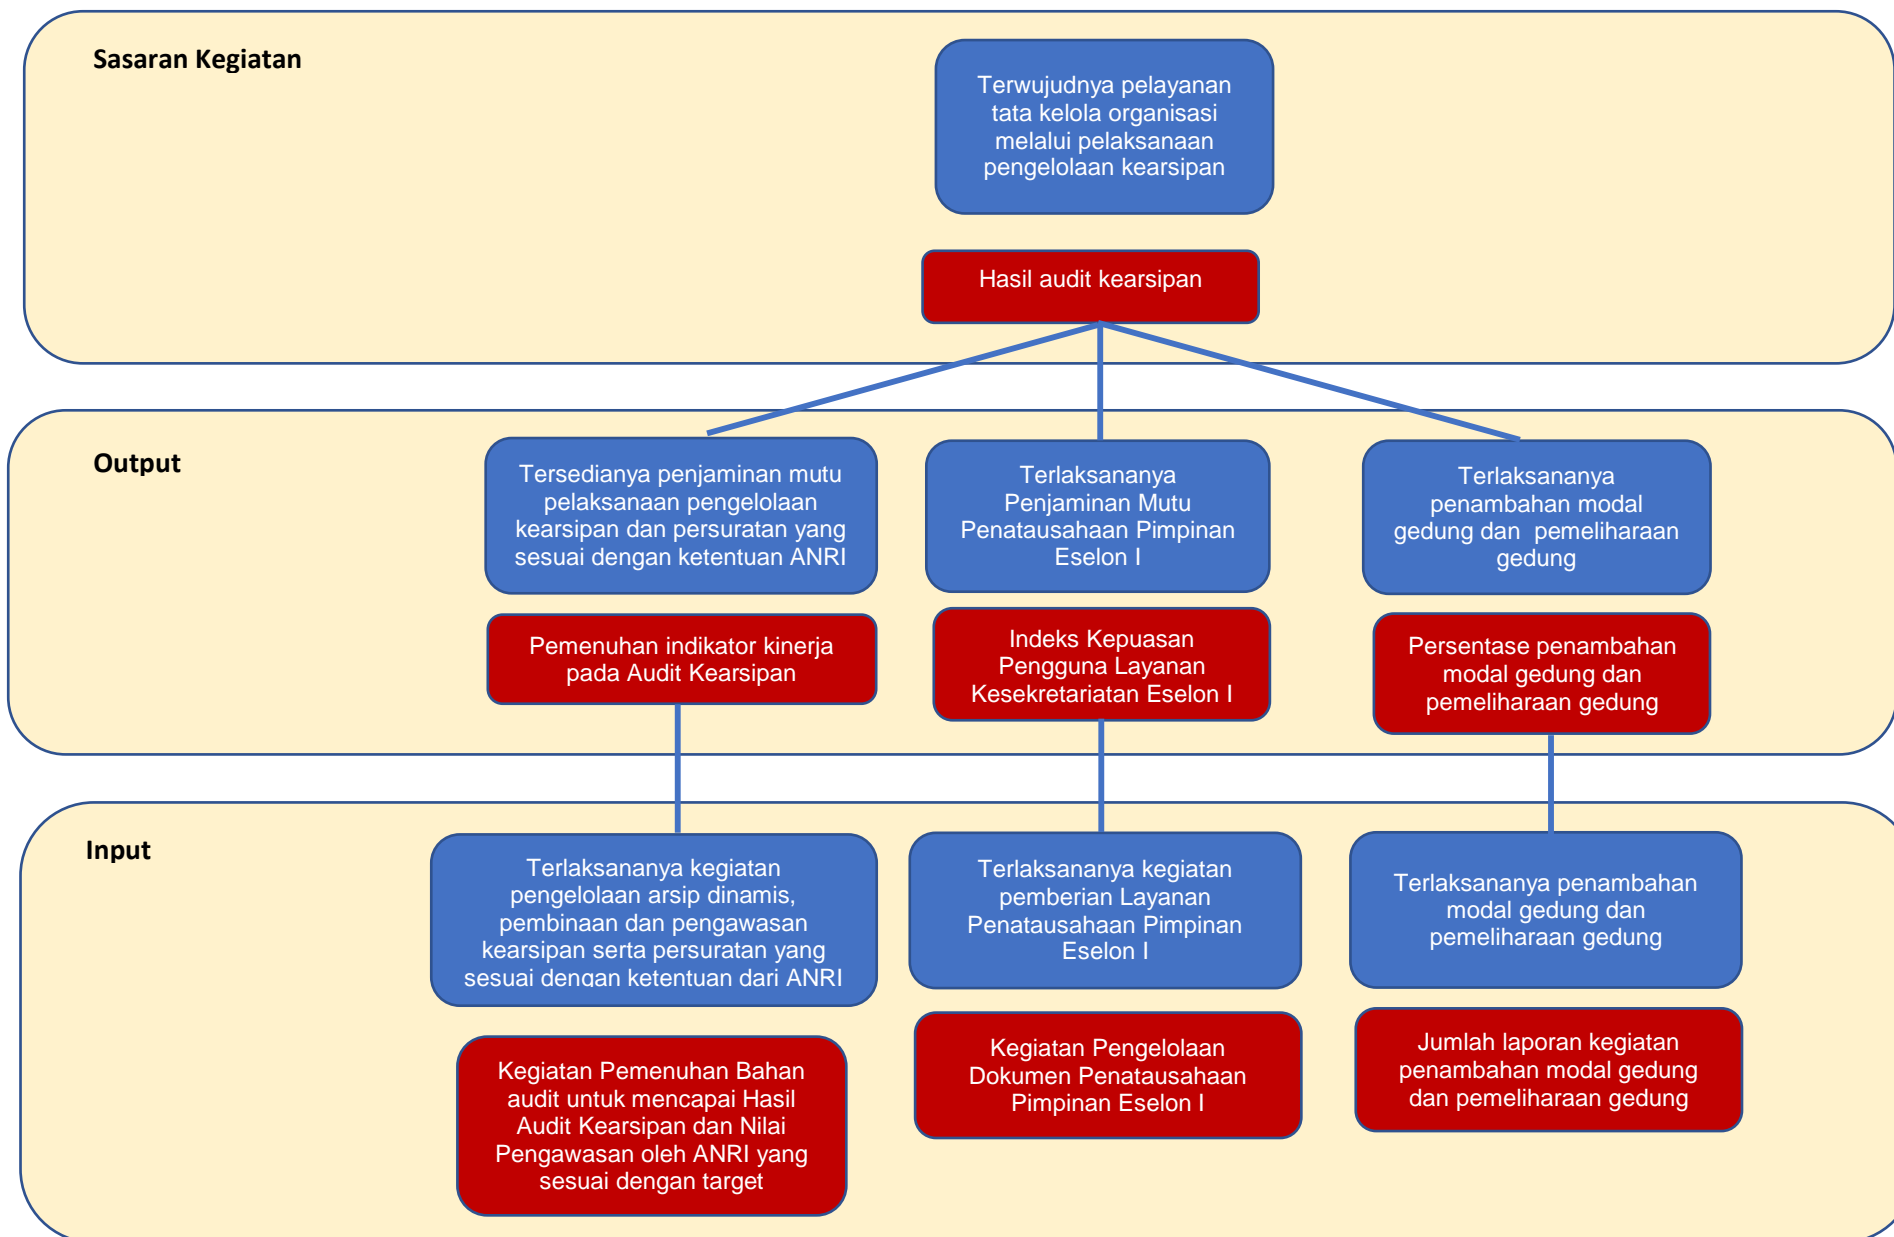 Sasaran Kegiatan
Terwujudnya pelayanan
tata kelola organisasi
melalui pelaksanaan
pengelolaan kearsipan
Hasil audit kearsipan
Output
Tersedianya penjaminan mutu
pelaksanaan pengelolaan
kearsipan dan persuratan yang
sesuai dengan ketentuan ANRI
Terlaksananya
Penjaminan Mutu
Penatausahaan Pimpinan
Eselon I
Terlaksananya
penambahan modal
gedung dan pemeliharaan
gedung
Pemenuhan indikator kinerja
pada Audit Kearsipan
Indeks Kepuasan
Pengguna Layanan
Kesekretariatan Eselon I
Persentase penambahan
modal gedung dan
pemeliharaan gedung
Input
Terlaksananya kegiatan
pengelolaan arsip dinamis,
pembinaan dan pengawasan
kearsipan serta persuratan yang
sesuai dengan ketentuan dari ANRI
Terlaksananya kegiatan
pemberian Layanan
Penatausahaan Pimpinan
Eselon I
Terlaksananya penambahan
modal gedung dan
pemeliharaan gedung
Kegiatan Pemenuhan Bahan
audit untuk mencapai Hasil
Audit Kearsipan dan Nilai
Pengawasan oleh ANRI yang
sesuai dengan target
Kegiatan Pengelolaan
Dokumen Penatausahaan
Pimpinan Eselon I
Jumlah laporan kegiatan
penambahan modal gedung
dan pemeliharaan gedung